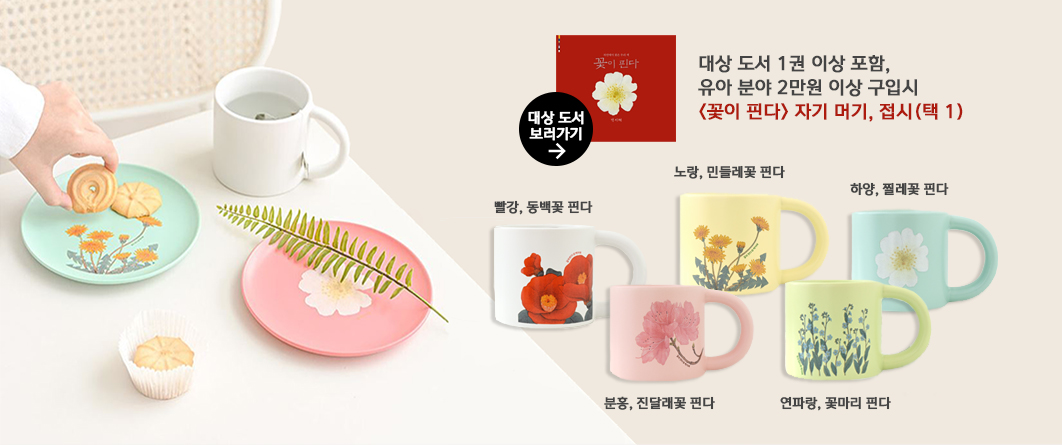 꽃이 핀다
대상 도서
보러가기
대상 도서 1권 이상 포함,
유아 분야 2만원 이상 구입시
<꽃이 핀다> 자기 머기, 접시(택 1)
노랑, 민들레꽃 핀다
하양, 찔레꽃 핀다
빨강, 동백꽃 핀다
분홍, 진달래꽃 핀다
연파랑, 꽃마리 핀다